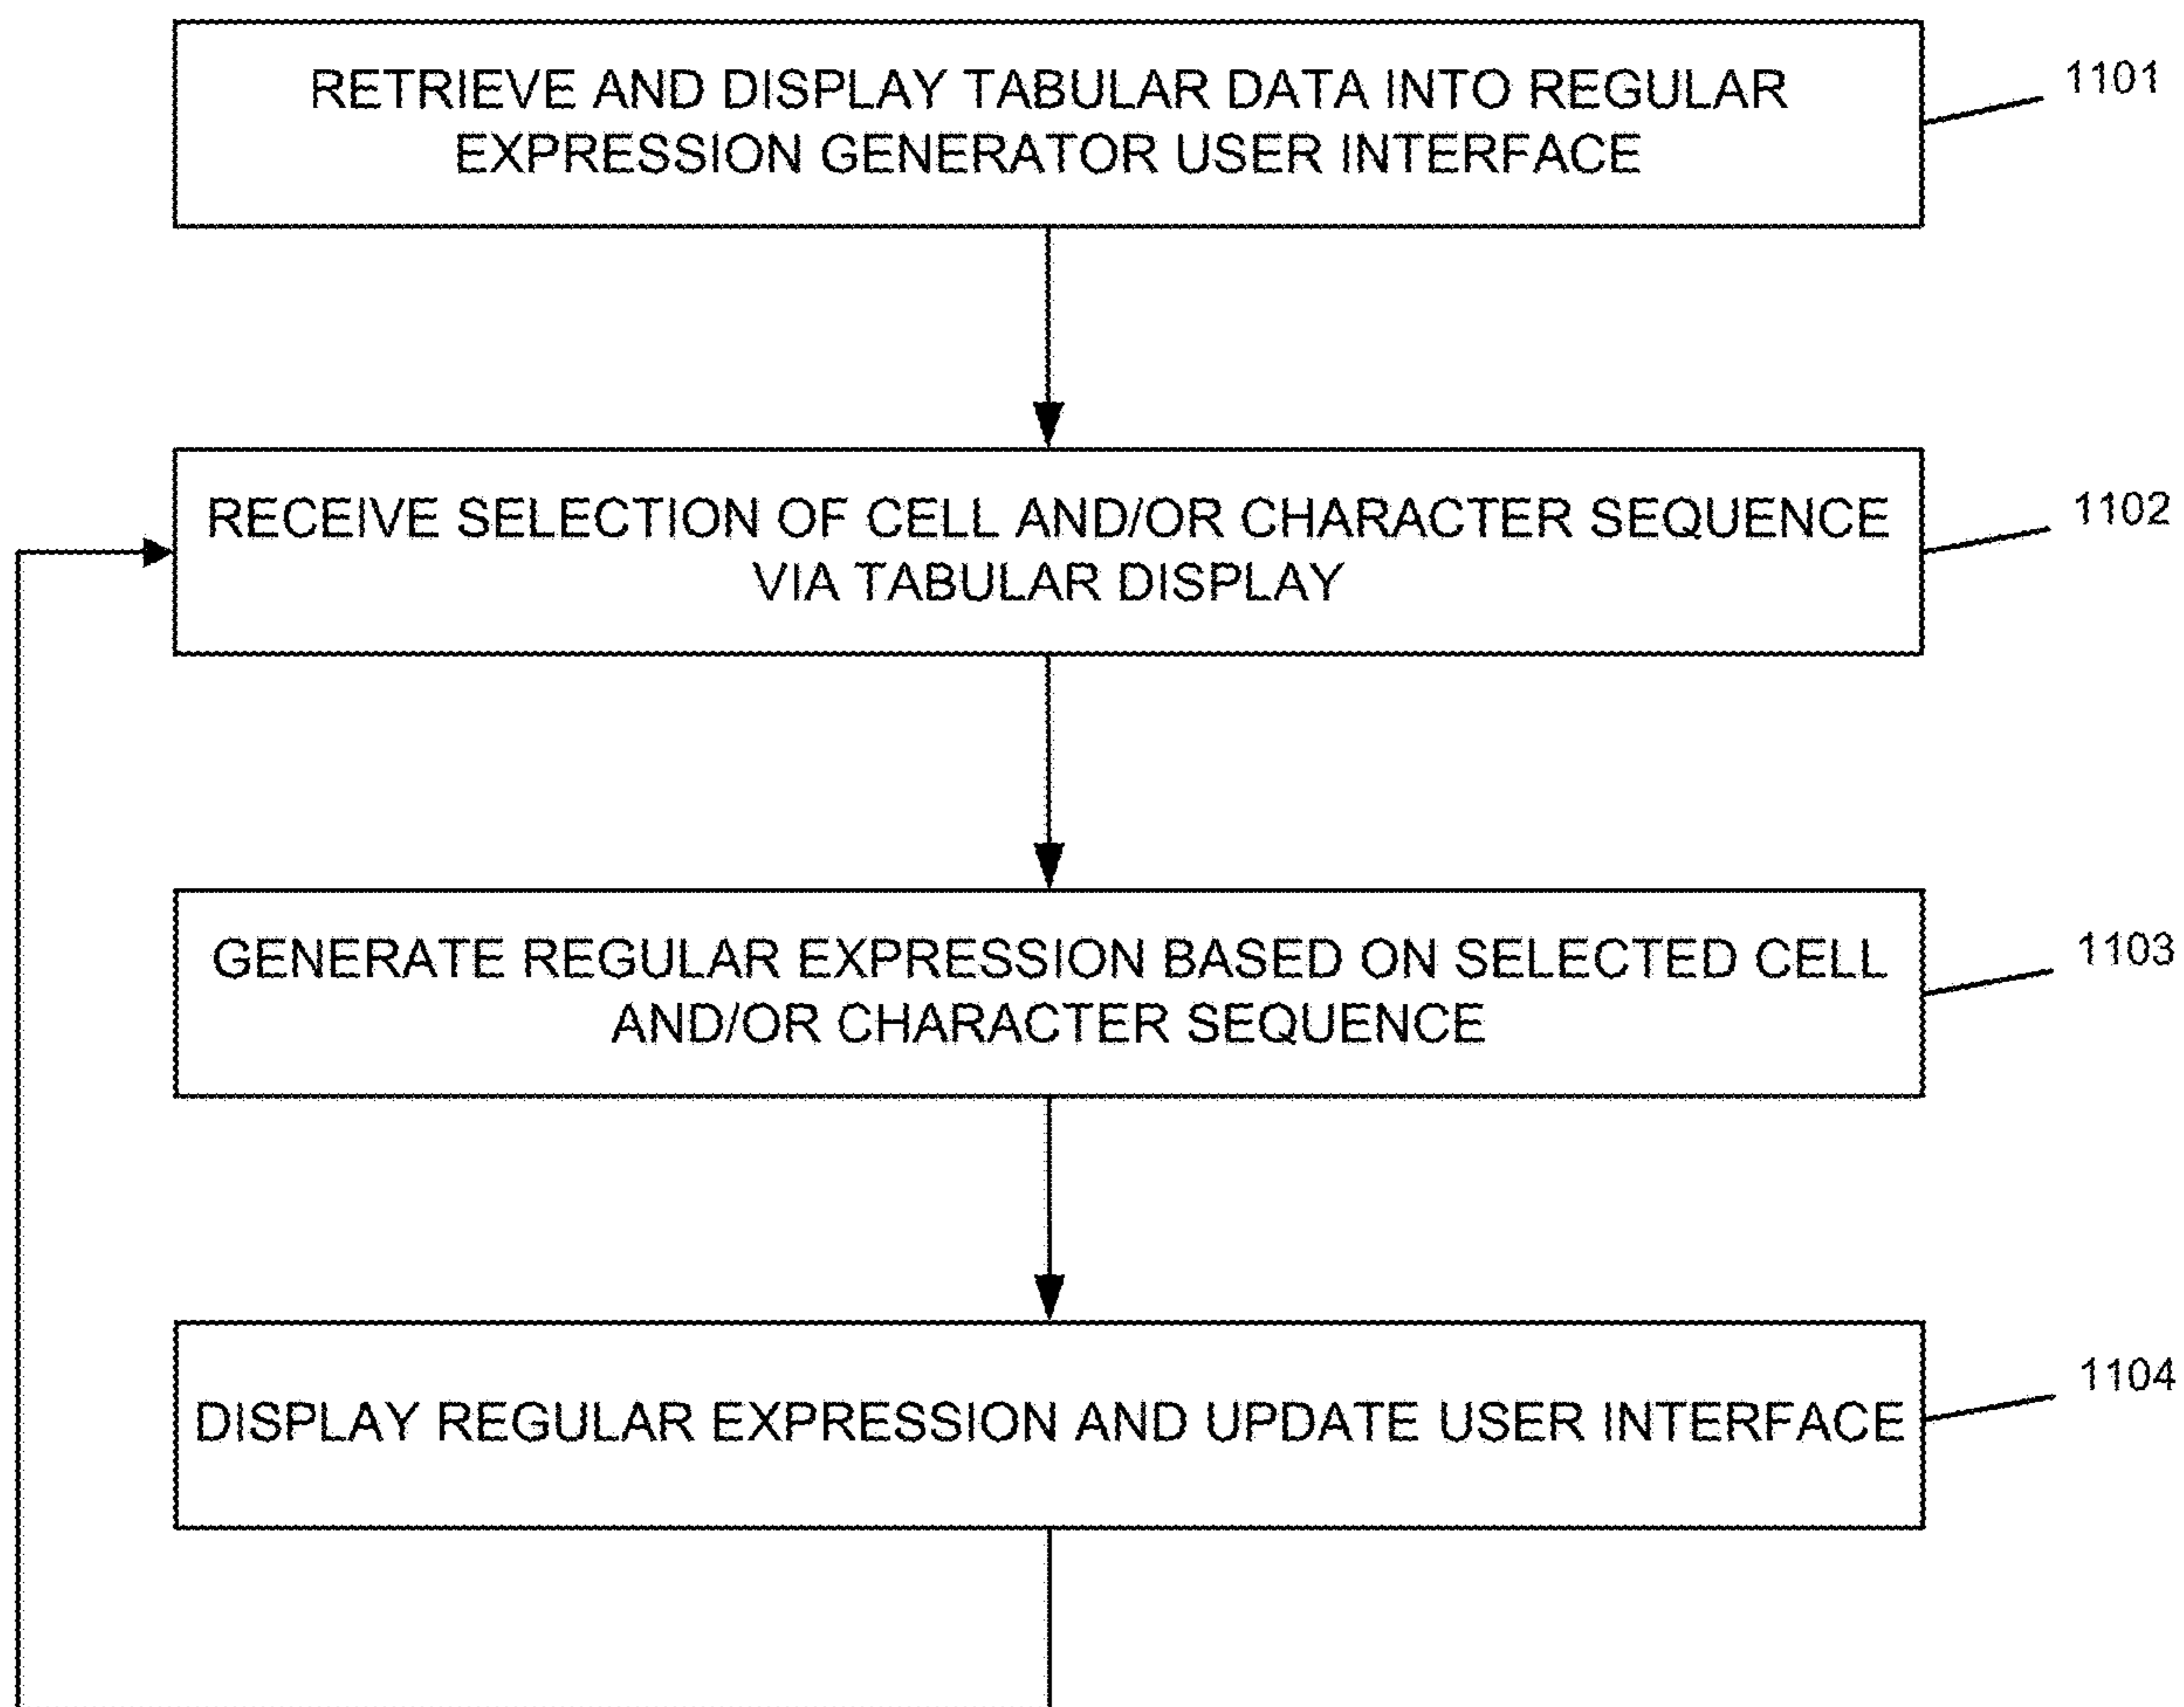 RETRIEVE AND DISPLAY TABULAR DATA INTO REGULAR
EXPRESSION GENERATOR USER INTERFACE
1101
RECEIVE SELECTION OF CELL AND/OR CHARACTER SEQUENCE
VIA TABULAR DISPLAY
1102
GENERATE REGULAR EXPRESSION BASED ON SELECTED CELL
AND/OR CHARACTER SEQUENCE
1103
DISPLAY REGULAR EXPRESSION AND UPDATE USER INTERFACE
1104